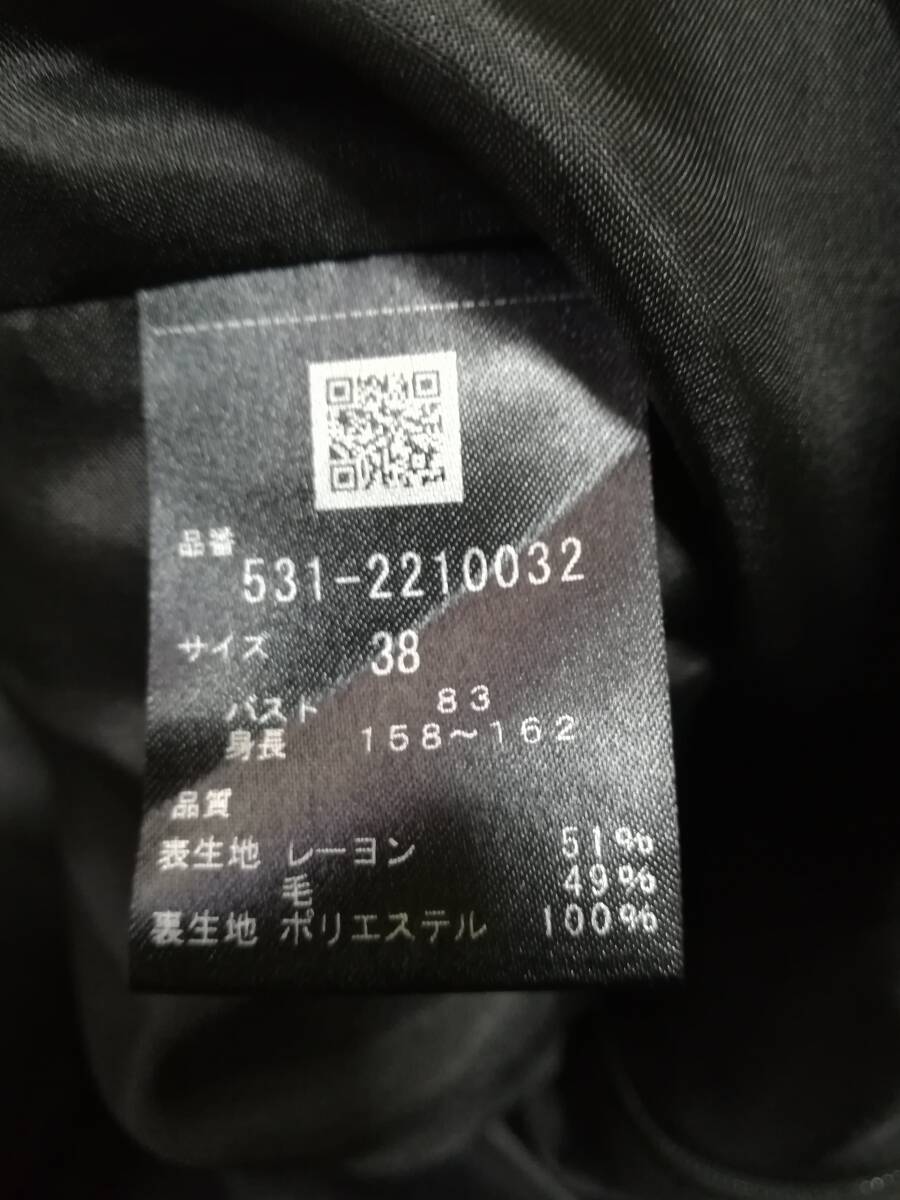 品番
531-2210032
サイズ 38
バスト 83
身長 158~162
品質
表生地 レーヨン 51%
毛 49%
裏生地 ポリエステル 100%